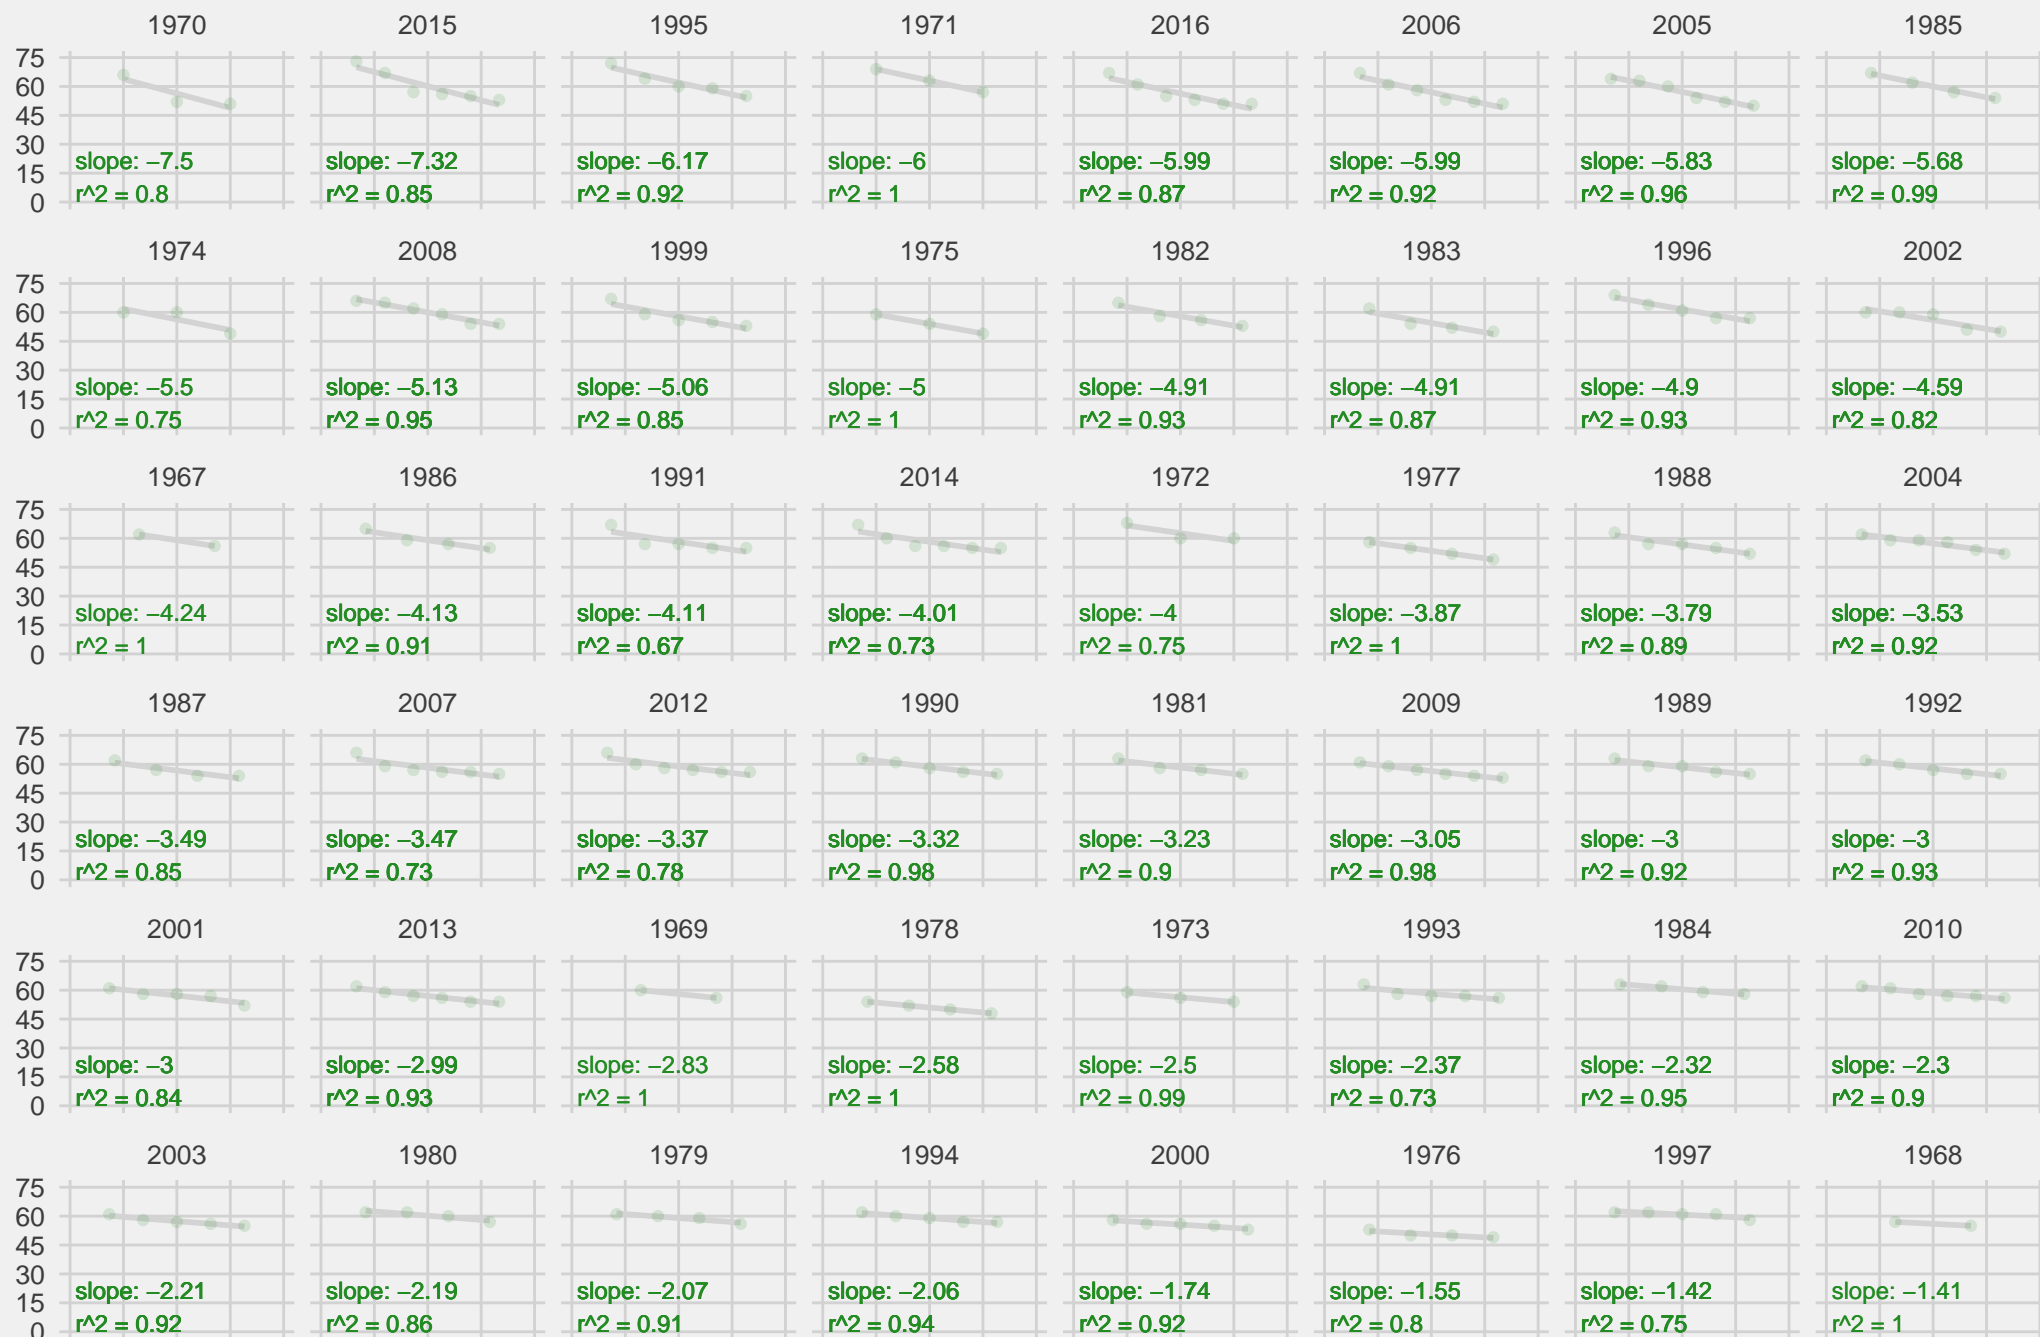 1970 2015 1995 1971 2016 2006 2005 1985
75
60
45
30
15
0
slope: −7.5 slope: −7.32 slope: −6.17 slope: −6 slope: −5.99 slope: −5.99 slope: −5.83 slope: −5.68
r^2 = 0.8 r^2 = 0.85 r^2 = 0.92 r^2 = 1 r^2 = 0.87 r^2 = 0.92 r^2 = 0.96 r^2 = 0.99
1974 2008 1999 1975 1982 1983 1996 2002
75
60
45
30
15
0
slope: −5.5 slope: −5.13 slope: −5.06 slope: −5 slope: −4.91 slope: −4.91 slope: −4.9 slope: −4.59
r^2 = 0.75 r^2 = 0.95 r^2 = 0.85 r^2 = 1 r^2 = 0.93 r^2 = 0.87 r^2 = 0.93 r^2 = 0.82
1967 1986 1991 2014 1972 1977 1988 2004
75
60
45
30
15
0
slope: −4.24 slope: −4.13 slope: −4.11 slope: −4.01 slope: −4 slope: −3.87 slope: −3.79 slope: −3.53
r^2 = 1 r^2 = 0.91 r^2 = 0.67 r^2 = 0.73 r^2 = 0.75 r^2 = 1 r^2 = 0.89 r^2 = 0.92
1987 2007 2012 1990 1981 2009 1989 1992
75
60
45
30
15
0
slope: −3.49 slope: −3.47 slope: −3.37 slope: −3.32 slope: −3.23 slope: −3.05 slope: −3 slope: −3
r^2 = 0.85 r^2 = 0.73 r^2 = 0.78 r^2 = 0.98 r^2 = 0.9 r^2 = 0.98 r^2 = 0.92 r^2 = 0.93
2001 2013 1969 1978 1973 1993 1984 2010
75
60
45
30
15
0
slope: −3 slope: −2.99 slope: −2.83 slope: −2.58 slope: −2.5 slope: −2.37 slope: −2.32 slope: −2.3
r^2 = 0.84 r^2 = 0.93 r^2 = 1 r^2 = 1 r^2 = 0.99 r^2 = 0.73 r^2 = 0.95 r^2 = 0.9
2003 1980 1979 1994 2000 1976 1997 1968
75
60
45
30
15
0
slope: −2.21 slope: −2.19 slope: −2.07 slope: −2.06 slope: −1.74 slope: −1.55 slope: −1.42 slope: −1.41
r^2 = 0.92 r^2 = 0.86 r^2 = 0.91 r^2 = 0.94 r^2 = 0.92 r^2 = 0.8 r^2 = 0.75 r^2 = 1